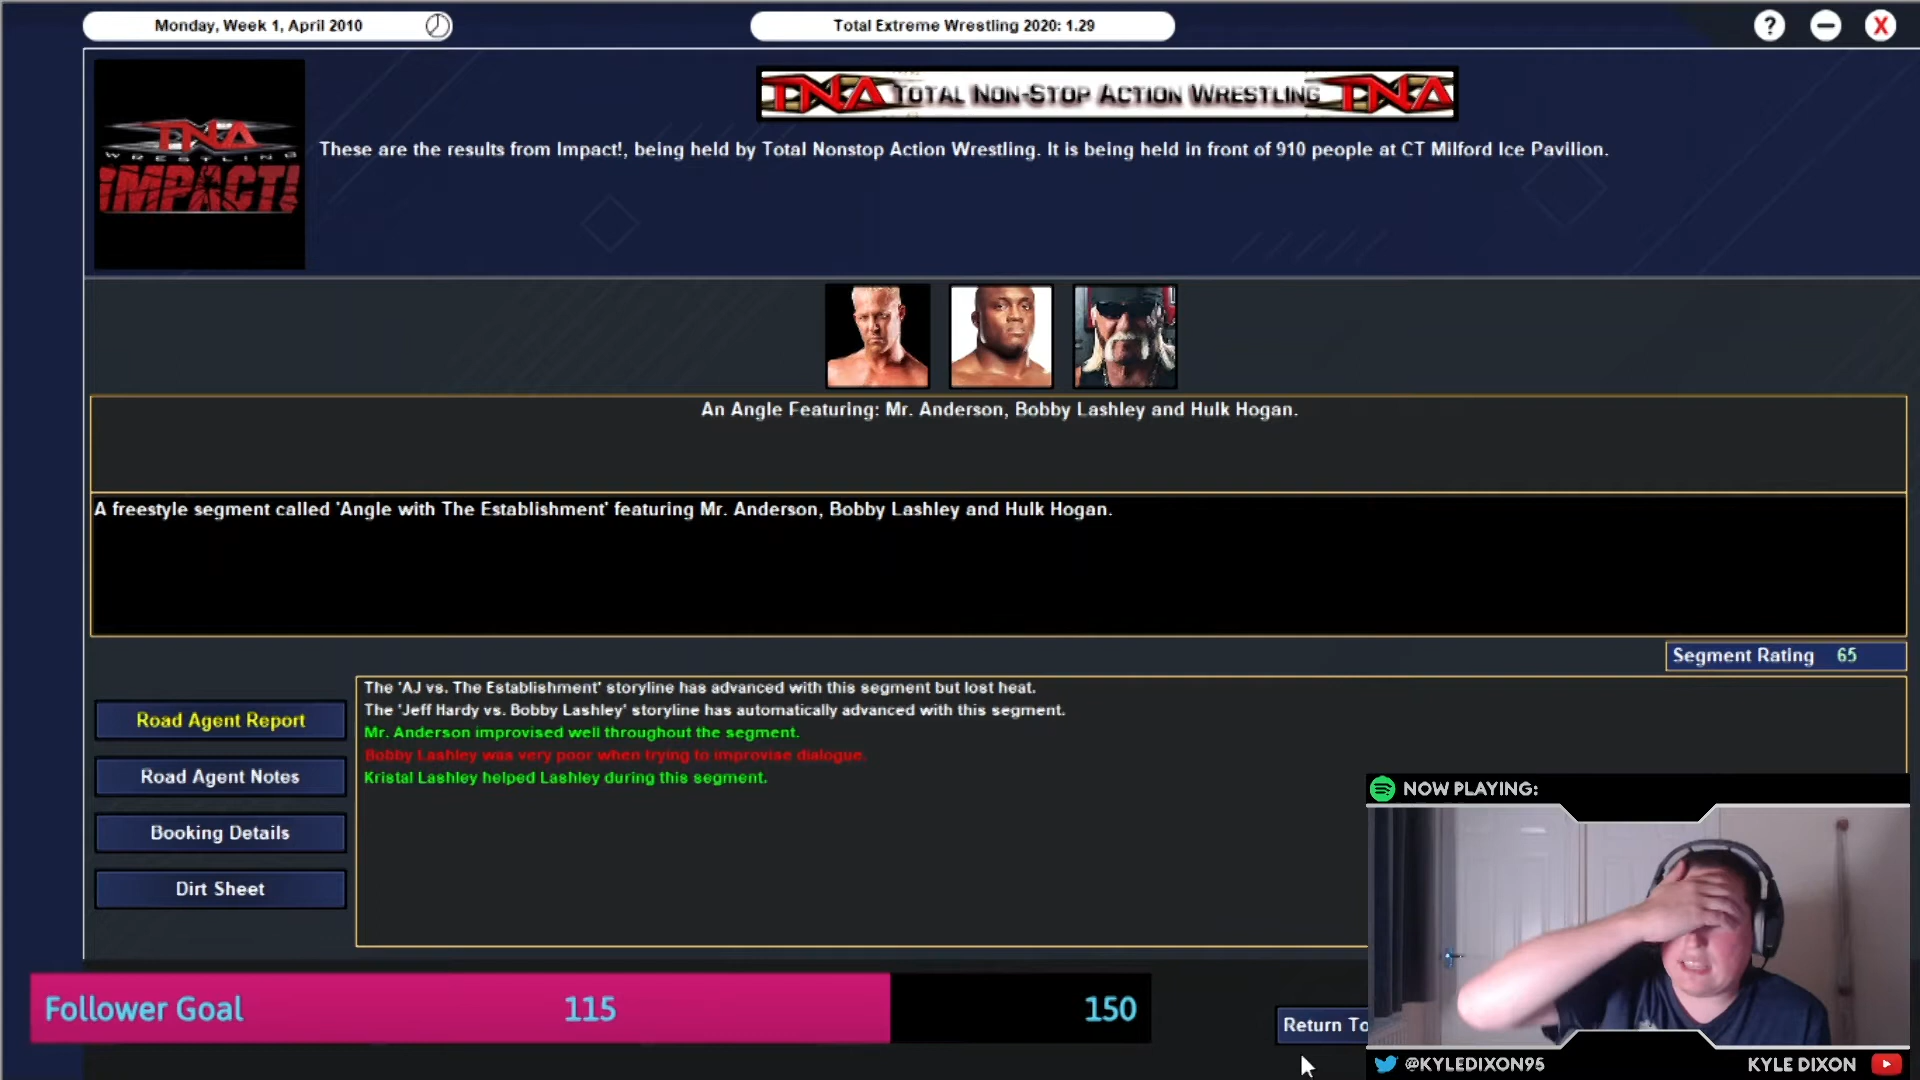 Monday, Week 1, April 2010
Total Extreme Wrestling 2020: 1.29
?
X
TNA
WRESTLING
iMPACT!
TNA TOTAL NON-STOP ACTION WRESTLING TNA
These are the results from Impact!, being held by Total Nonstop Action Wrestling. It is being held in front of 910 people at CT Milford Ice Pavilion.
An Angle Featuring: Mr. Anderson, Bobby Lashley and Hulk Hogan.
A freestyle segment called 'Angle with The Establishment' featuring Mr. Anderson, Bobby Lashley and Hulk Hogan.
Segment Rating 65
Road Agent Report
Road Agent Notes
Booking Details
Dirt Sheet
The 'AJ vs. The Establishment' storyline has advanced with this segment but lost heat.
The 'Jeff Hardy vs. Bobby Lashley' storyline has automatically advanced with this segment.
Mr. Anderson improvised well throughout the segment.
Bobby Lashley was very poor when trying to improvise dialogue.
Kristal Lashley helped Lashley during this segment.
NOW PLAYING:
Follower Goal 115 150
Return To
@KYLEDIXON95
KYLE DIXON